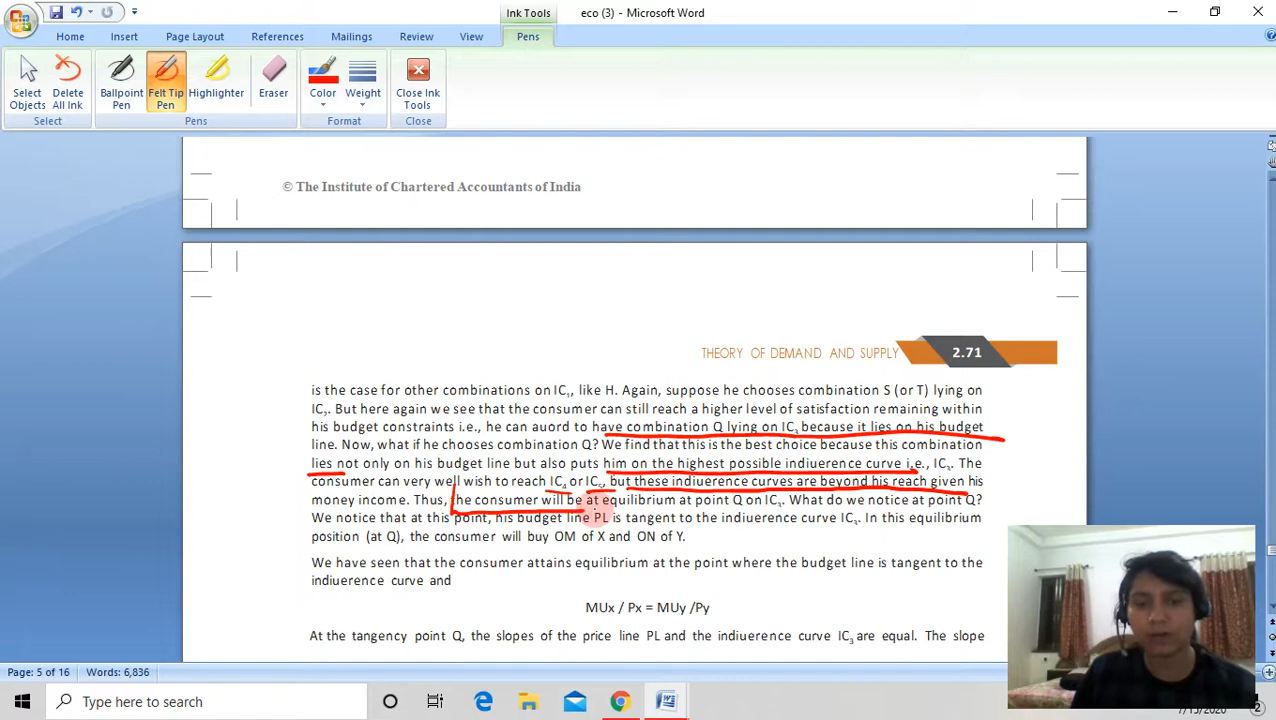 Ink Tools
eco (3) - Microsoft Word
Home
Insert
Page Layout
References
Mailings
Review
View
Pens
Select Objects
Delete All Ink
Ballpoint Pen
Felt Tip Pen
Highlighter
Eraser
Color
Weight
Close Ink Tools
Select
Pens
Format
Close
© The Institute of Chartered Accountants of India
THEORY OF DEMAND AND SUPPLY
2.71
is the case for other combinations on IC1, like H. Again, suppose he chooses combination S (or T) lying on
IC2. But here again we see that the consumer can still reach a higher level of satisfaction remaining within
his budget constraints i.e., he can auord to have combination Q lying on IC3 because it lies on his budget
line. Now, what if he chooses combination Q? We find that this is the best choice because this combination
lies not only on his budget line but also puts him on the highest possible indiuerence curve i.e., IC3. The
consumer can very well wish to reach IC4 or IC5, but these indiuerence curves are beyond his reach given his
money income. Thus, the consumer will be at equilibrium at point Q on IC3. What do we notice at point Q?
We notice that at this point, his budget line PL is tangent to the indiuerence curve IC3. In this equilibrium
position (at Q), the consumer will buy OM of X and ON of Y.
We have seen that the consumer attains equilibrium at the point where the budget line is tangent to the
indiuerence curve and
MUx / Px = MUy /Py
At the tangency point Q, the slopes of the price line PL and the indiuerence curve IC3 are equal. The slope
Page: 5 of 16
Words: 6,836
Type here to search
7/15/2020
2